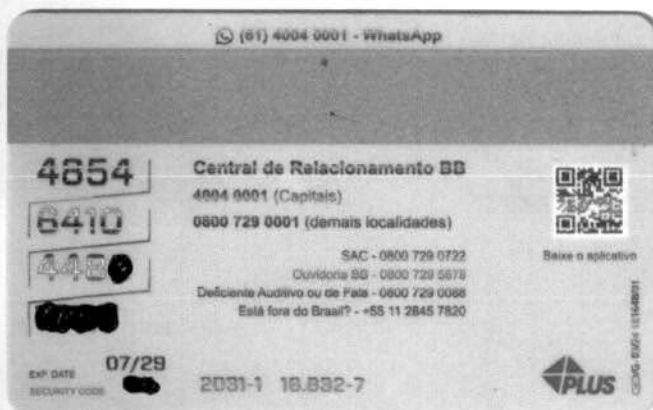 (61) 4004 0001 - WhatsApp
4854
6410
448
Central de Relacionamento BB
4004 0001 (Capitais)
0800 729 0001 (demais localidades)
SAC - 0800 729 0722
Ouvidoria BB - 0800 729 5678
Deficiente Auditivo ou de Fala - 0800 729 0088
Está fora do Brasil? - +55 11 2845 7820
Baixe o aplicativo
EXP. DATE 07/29
SECURITY CODE
2031-1 18.832-7
PLUS